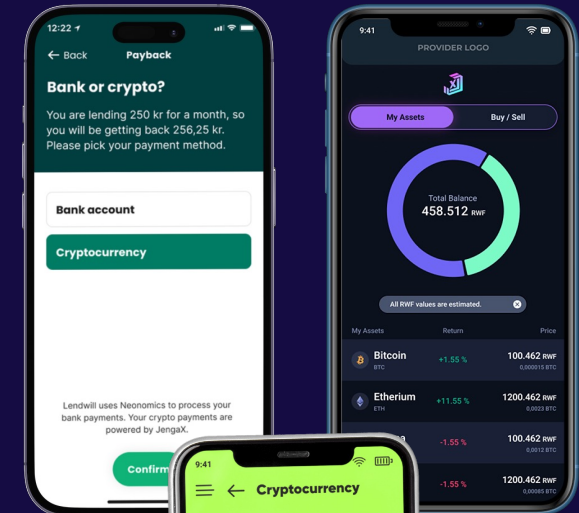 12:22
← Back
Payback
Bank or crypto?
You are lending 250 kr for a month, so
you will be getting back 256,25 kr.
Please pick your payment method.
Bank account
Cryptocurrency
Lendwill uses Neonomics to process your
bank payments. Your crypto payments are
powered by JengaX.
Confirm
9:41
PROVIDER LOGO
My Assets
Buy / Sell
Total Balance
458.512 RWF
All RWF values are estimated.
My Assets Return Price
Bitcoin +1.55 % 100.462 RWF
BTC 0,000015 BTC
Etherium +11.55 % 1200.462 RWF
ETH 0,0023 BTC
-1.55 % 100.462 RWF
0,0012 BTC
-1.55 % 1200.462 RWF
0,00085 BTC
9:41
← Cryptocurrency